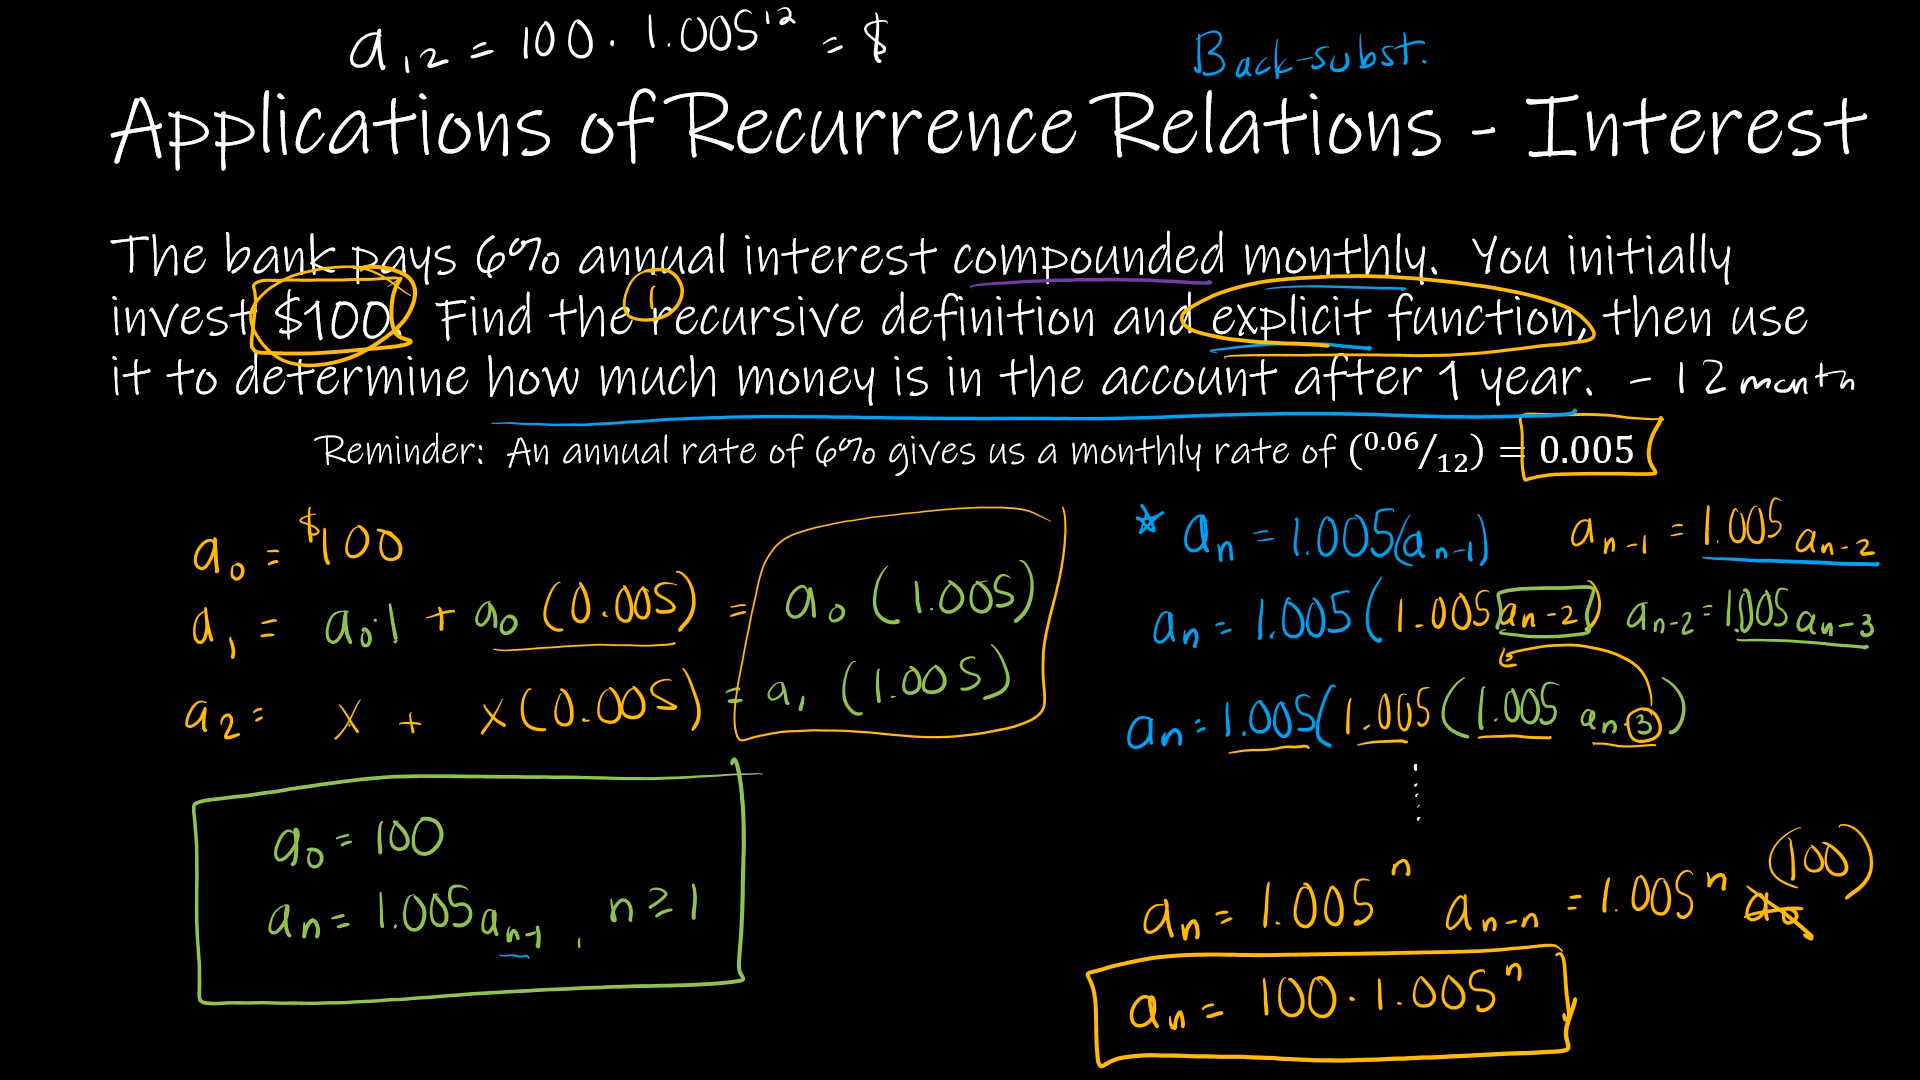 a₁₂ = 100 · 1.005¹² = $
Back-subst.
Applications of Recurrence Relations - Interest
The bank pays 6% annual interest compounded monthly. You initially
invest $100. Find the recursive definition and explicit function, then use
it to determine how much money is in the account after 1 year. - 12 month
Reminder: An annual rate of 6% gives us a monthly rate of (0.06/12) = 0.005
a₀ = $100
a₁ = a₀·1 + a₀ (0.005) = a₀ (1.005)
a₂ = x + x(0.005) = a₁ (1.005)
a₀ = 100
aₙ = 1.005aₙ₋₁, n ≥ 1
* aₙ = 1.005(aₙ₋₁) aₙ₋₁ = 1.005 aₙ₋₂
aₙ = 1.005(1.005 aₙ₋₂) aₙ₋₂ = 1.005 aₙ₋₃
aₙ = 1.005(1.005(1.005 aₙ₋₃)
(100)
aₙ = 1.005ⁿ aₙ₋ₙ = 1.005ⁿ a₀
aₙ = 100 · 1.005ⁿ